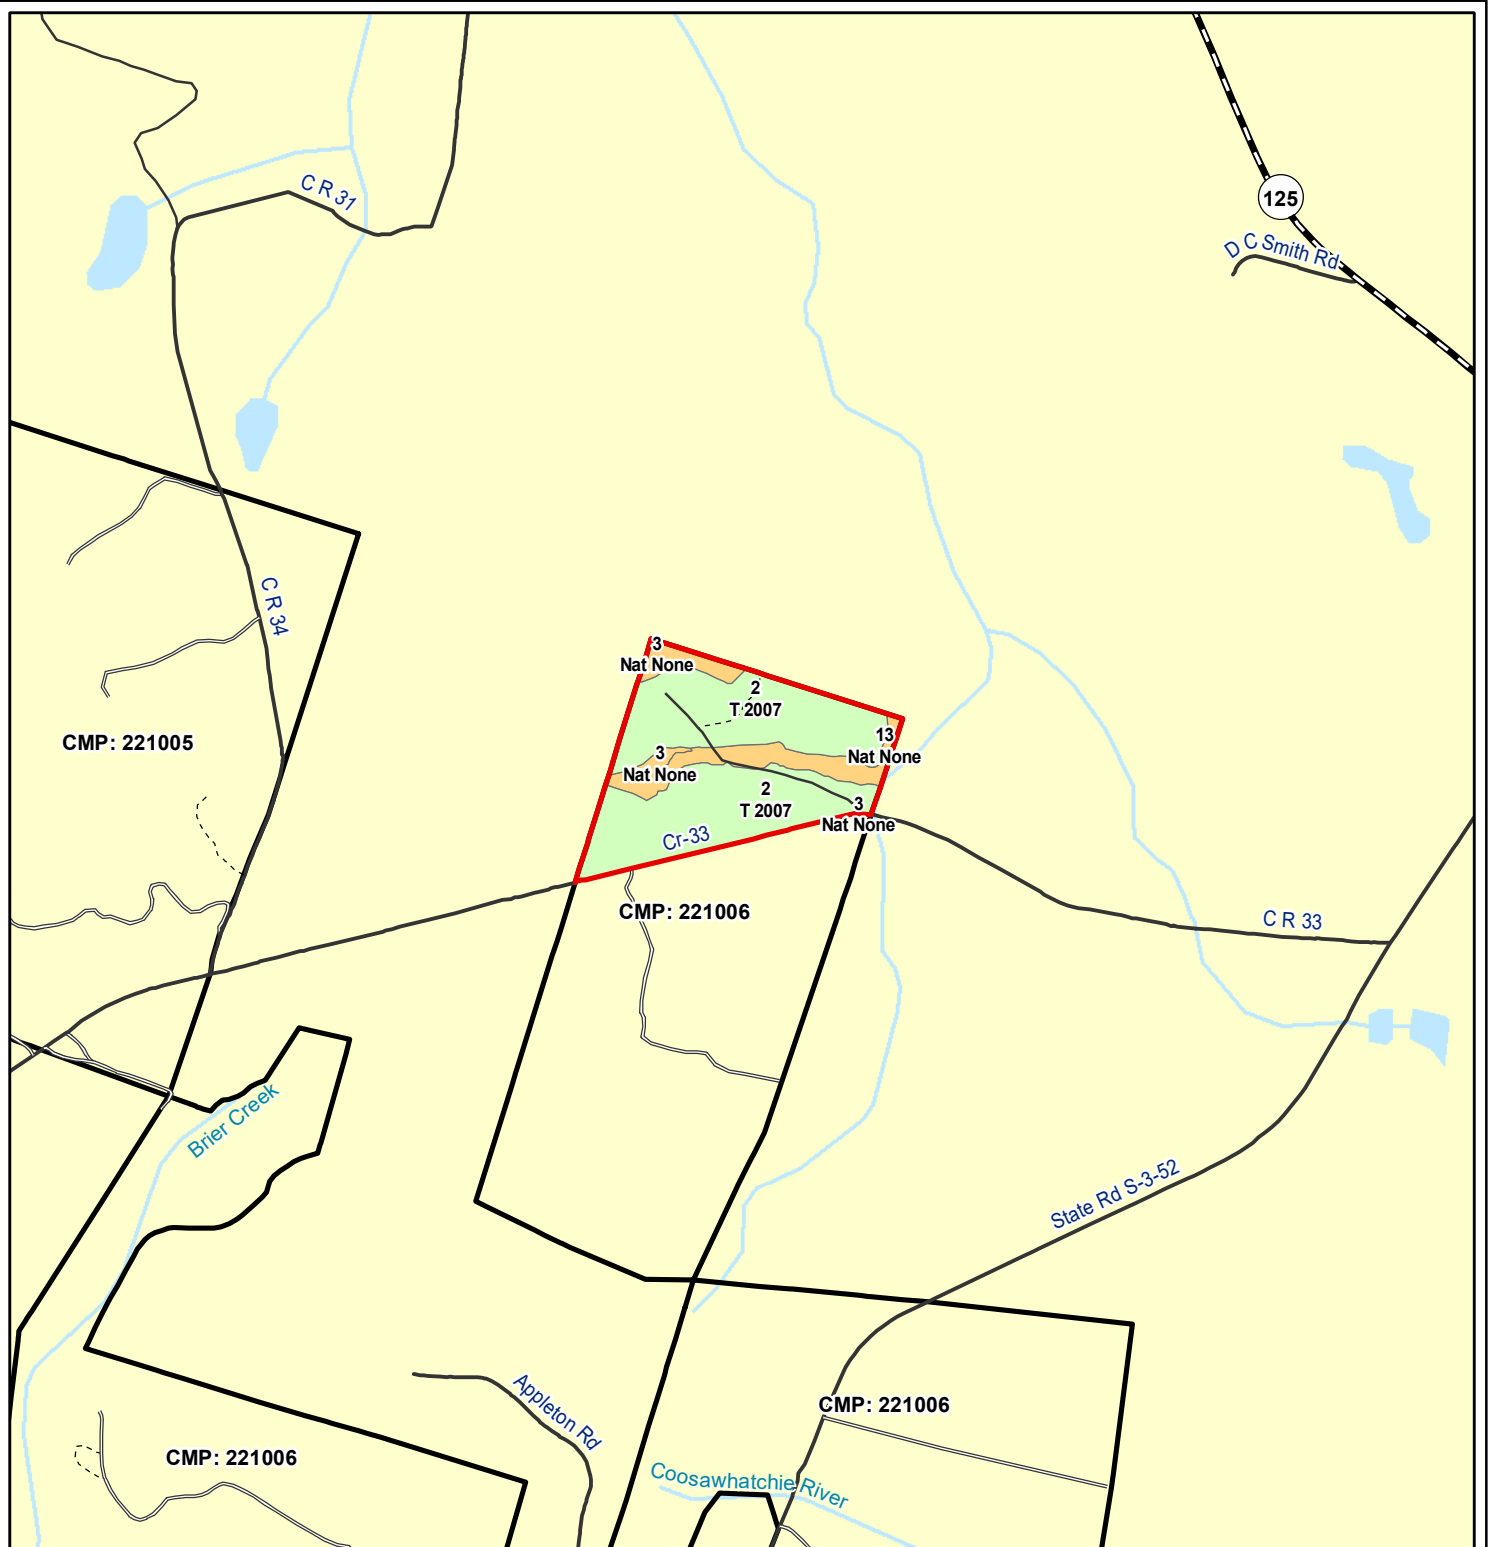 125
C R 31
D C Smith Rd
C R 34
3
Nat None
2
T 2007
CMP: 221005
13
Nat None
3
Nat None
2
T 2007
3
Nat None
Cr-33
CMP: 221006
C R 33
Brier Creek
State Rd S-3-52
Appleton Rd
CMP: 221006
CMP: 221006
Coosawhatchie River